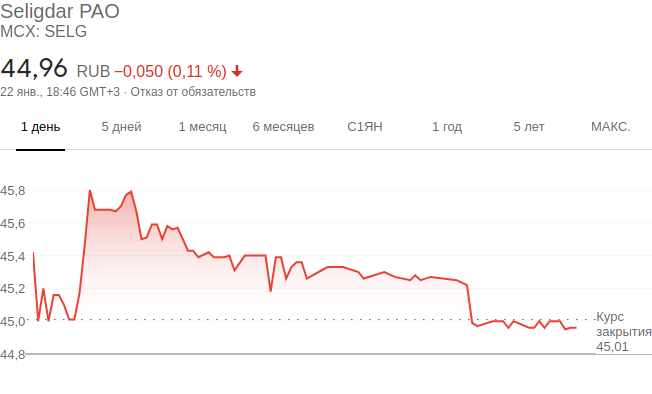 Seligdar PAO
MCX: SELG
44,96 RUB −0,050 (0,11 %)
22 янв., 18:46 GMT+3 · Отказ от обязательств
1 день 5 дней 1 месяц 6 месяцев С1ЯН 1 год 5 лет МАКС.
45,8
45,6
45,4
45,2
45,0
44,8
Курс
закрытия
45,01